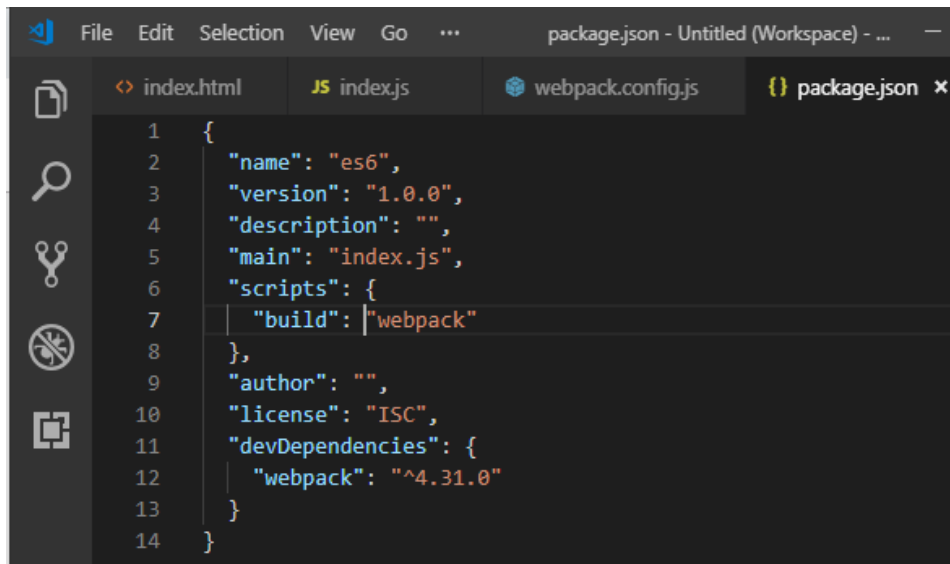 File Edit Selection View Go ··· package.json - Untitled (Workspace) - ...
<> index.html JS index.js webpack.config.js {} package.json ×
1 {
2 "name": "es6",
3 "version": "1.0.0",
4 "description": "",
5 "main": "index.js",
6 "scripts": {
7 "build": "webpack"
8 },
9 "author": "",
10 "license": "ISC",
11 "devDependencies": {
12 "webpack": "^4.31.0"
13 }
14 }